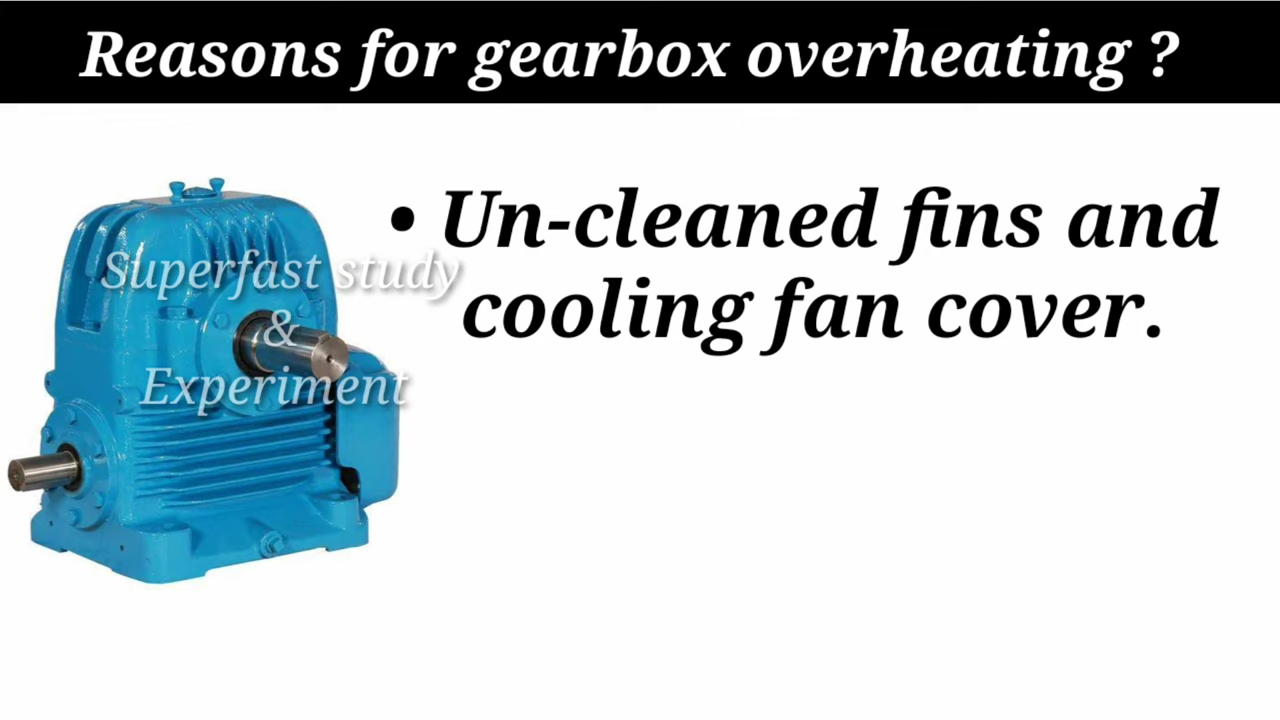 Reasons for gearbox overheating ?
• Un-cleaned fins and
cooling fan cover.
Superfast study
&
Experiment